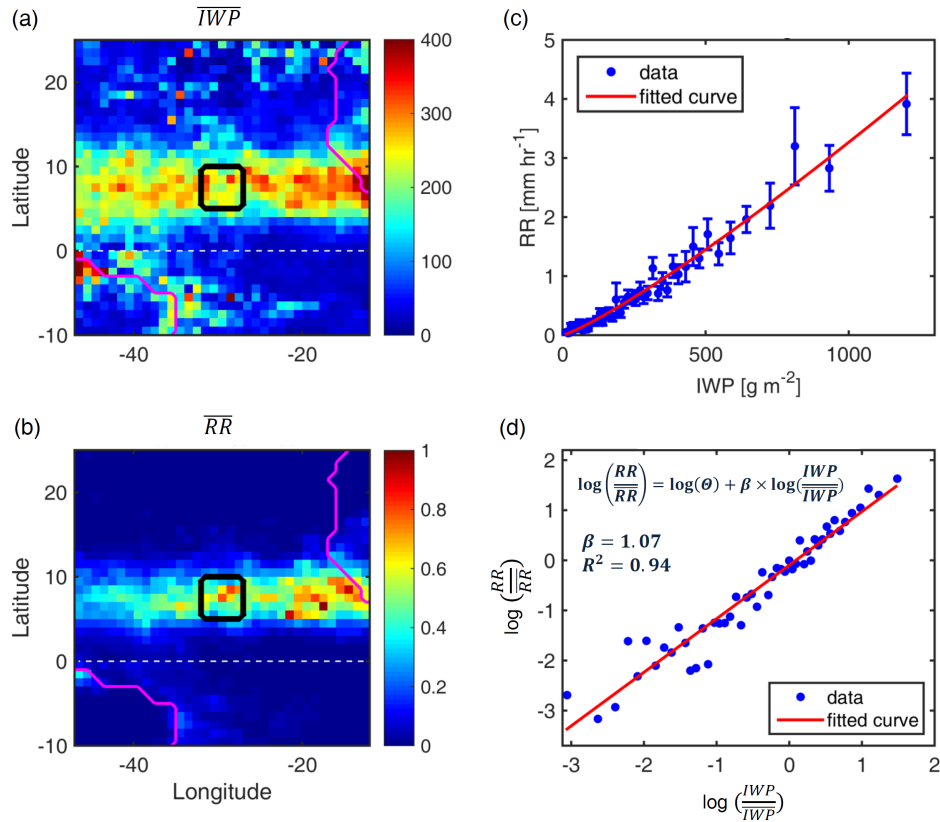 (a)
IWP
20
10
0
-10
Latitude
-40
-20
400
300
200
100
0
(b)
RR
20
10
0
-10
Latitude
-40
-20
Longitude
1
0.8
0.6
0.4
0.2
0
(c)
5
4
3
2
1
0
RR [mm hr⁻¹]
data
fitted curve
0
500
1000
IWP [g m⁻²]
(d)
2
1
0
-1
-2
-3
log (RR/RR)
log(RR/RR) = log(Θ) + β × log(IWP/IWP)
β = 1.07
R² = 0.94
data
fitted curve
-3
-2
-1
0
1
2
log (IWP/IWP)